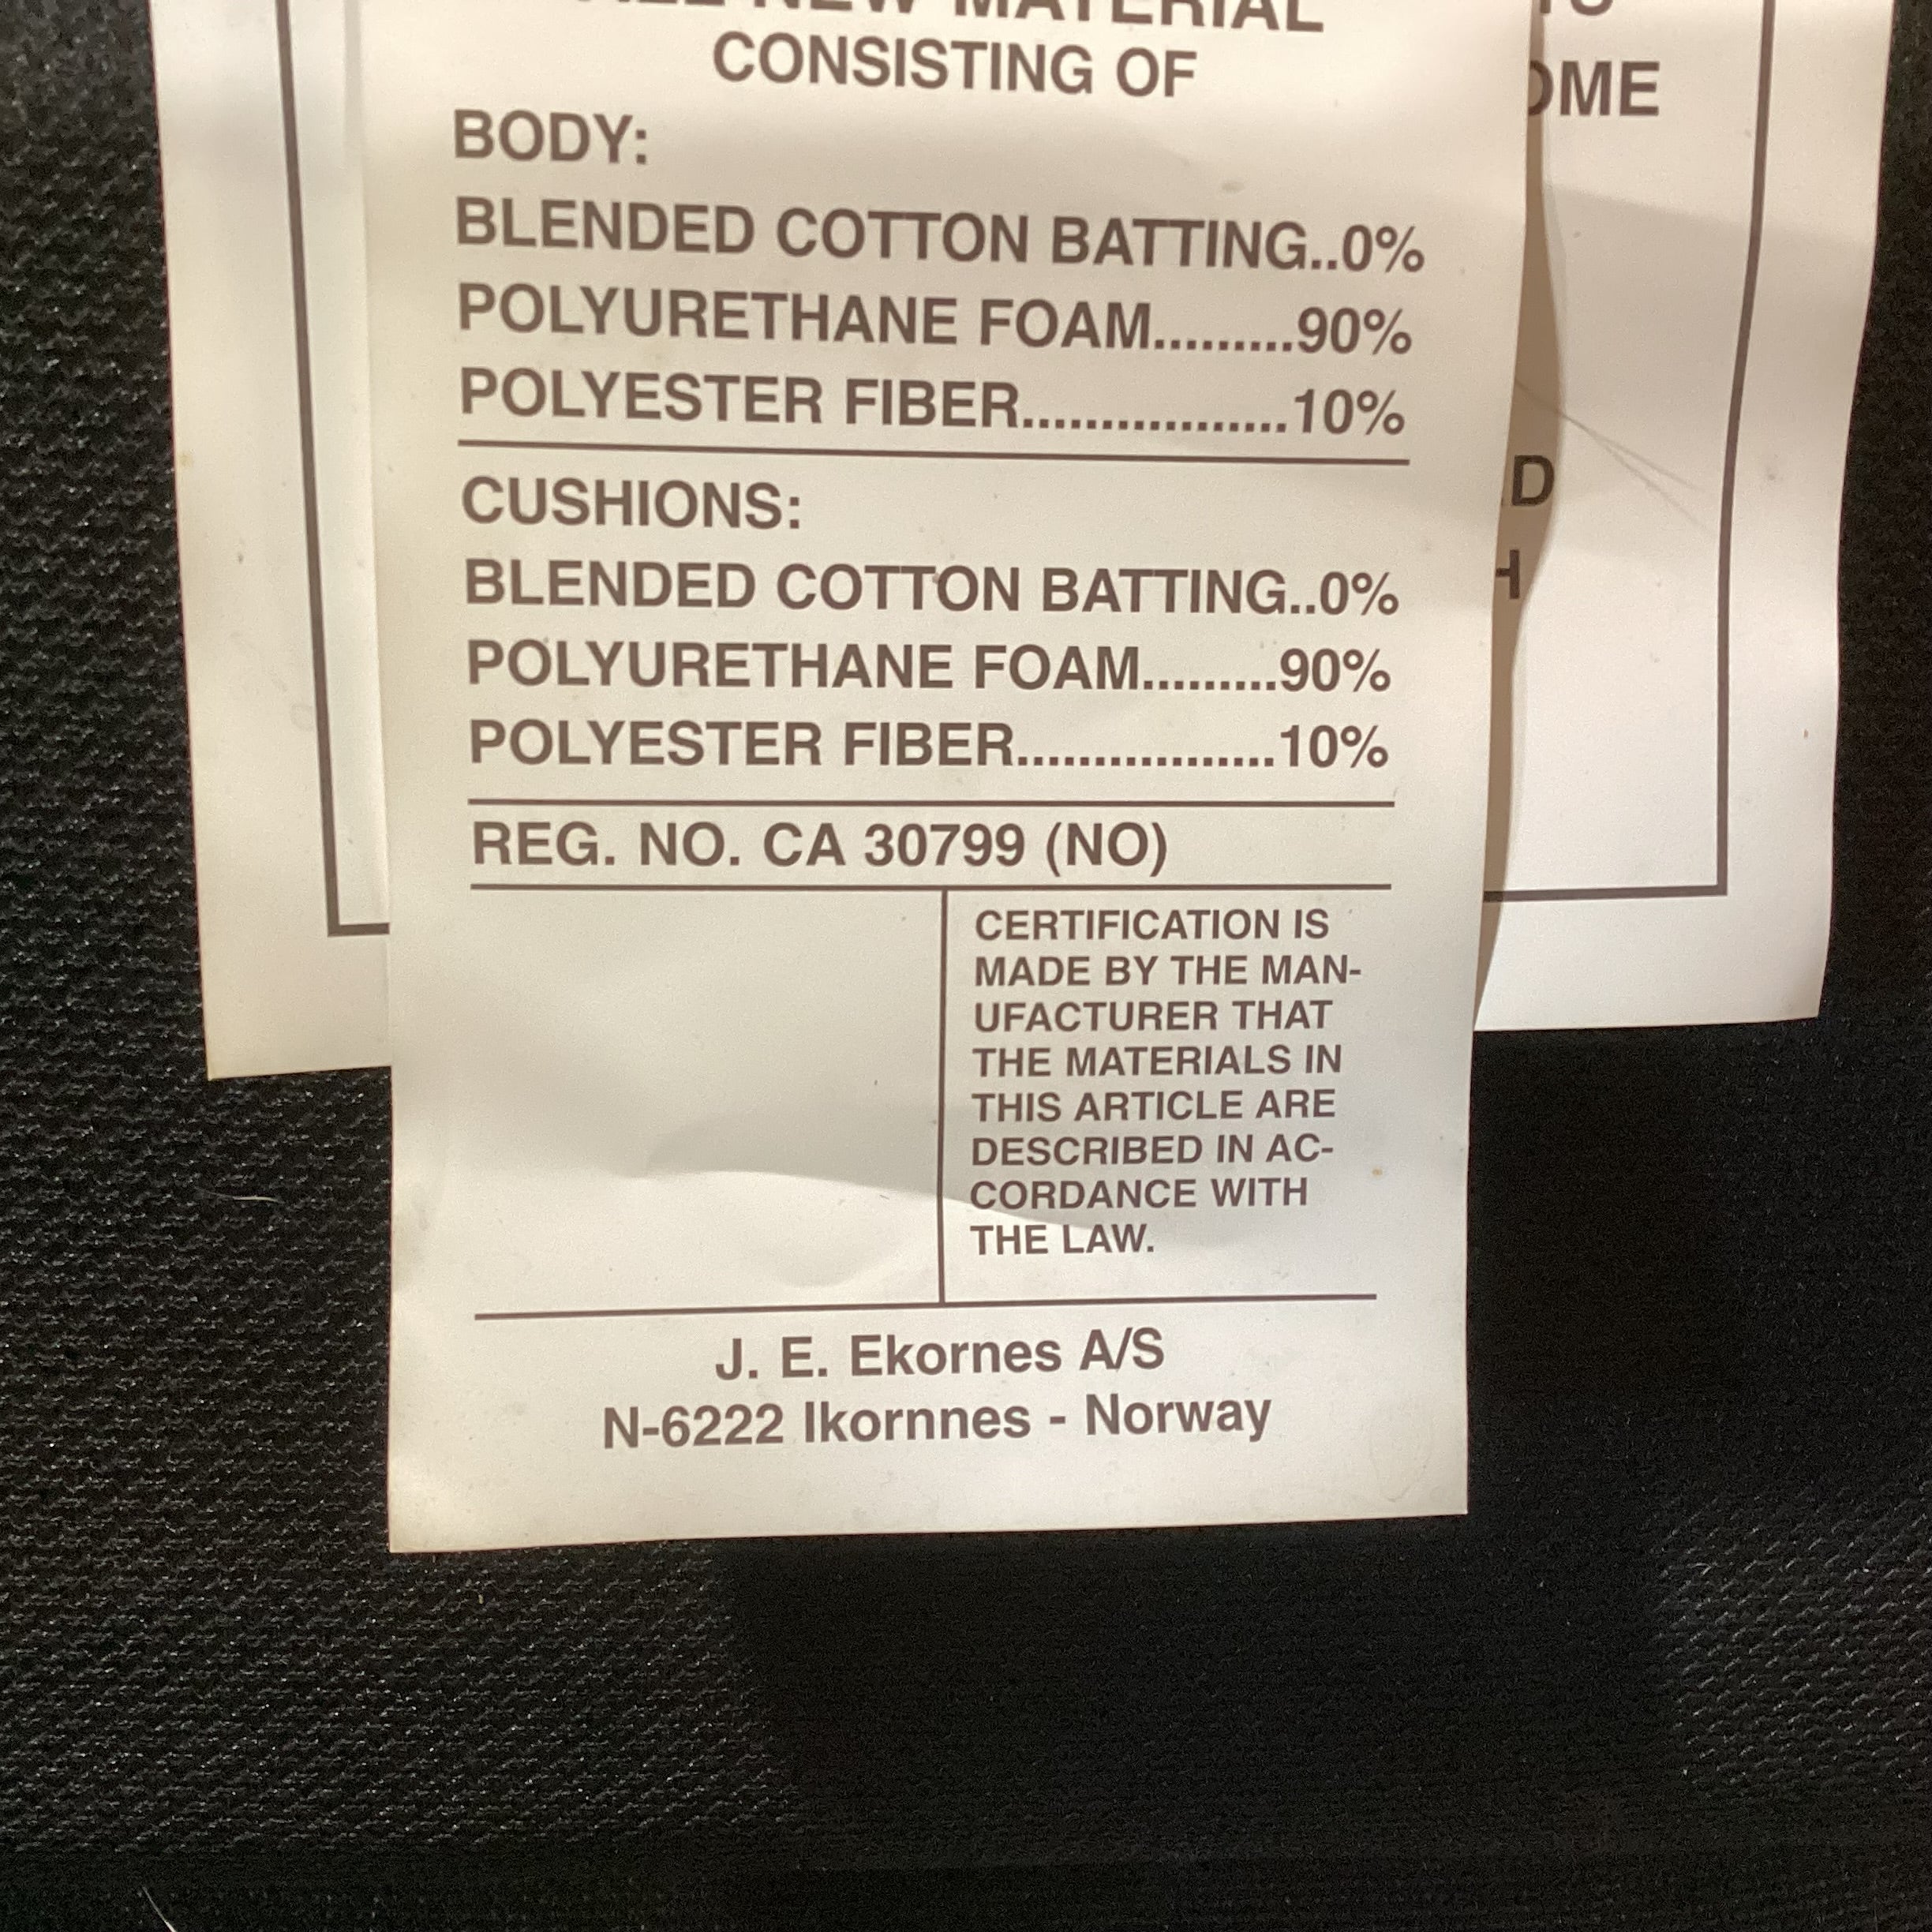 NEW MATERIAL
CONSISTING OF
BODY:
BLENDED COTTON BATTING..0%
POLYURETHANE FOAM.........90%
POLYESTER FIBER.................10%
CUSHIONS:
BLENDED COTTON BATTING..0%
POLYURETHANE FOAM.........90%
POLYESTER FIBER.................10%
REG. NO. CA 30799 (NO)
CERTIFICATION IS
MADE BY THE MAN-
UFACTURER THAT
THE MATERIALS IN
THIS ARTICLE ARE
DESCRIBED IN AC-
CORDANCE WITH
THE LAW.
J. E. Ekornes A/S
N-6222 Ikornnes - Norway